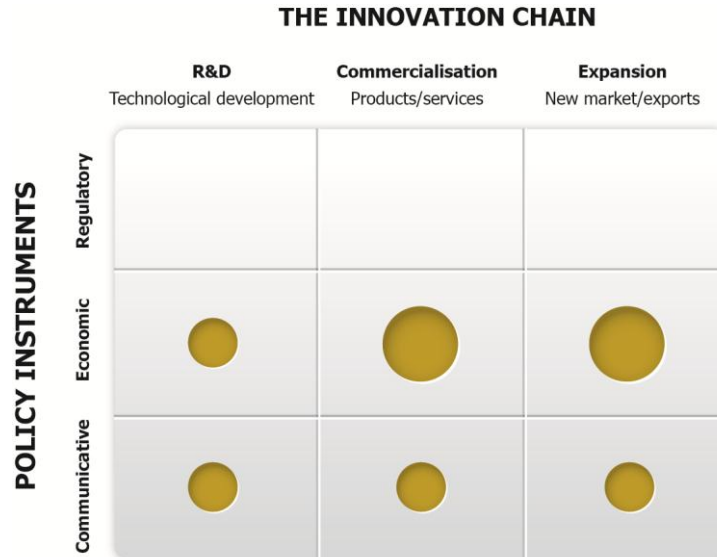 THE INNOVATION CHAIN
R&D
Technological development
Commercialisation
Products/services
Expansion
New market/exports
POLICY INSTRUMENTS
Regulatory
Economic
Communicative